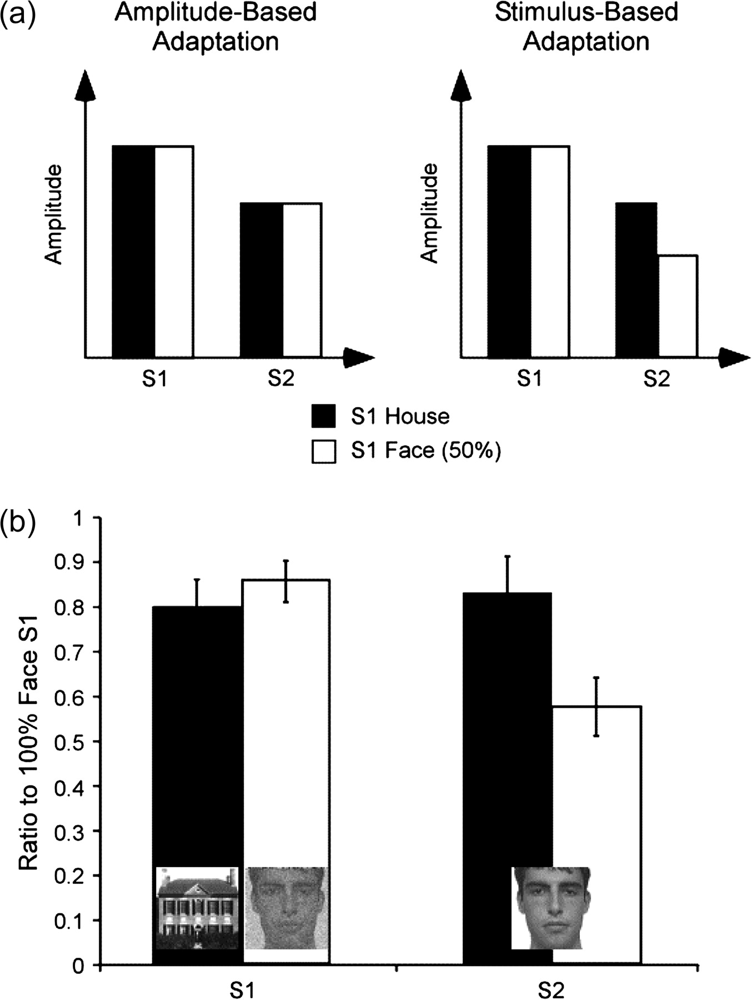 (a)
Amplitude-Based
Adaptation
Stimulus-Based
Adaptation
Amplitude
Amplitude
S1
S2
S1
S2
S1 House
S1 Face (50%)
(b)
Ratio to 100% Face S1
1
0.9
0.8
0.7
0.6
0.5
0.4
0.3
0.2
0.1
0
S1
S2